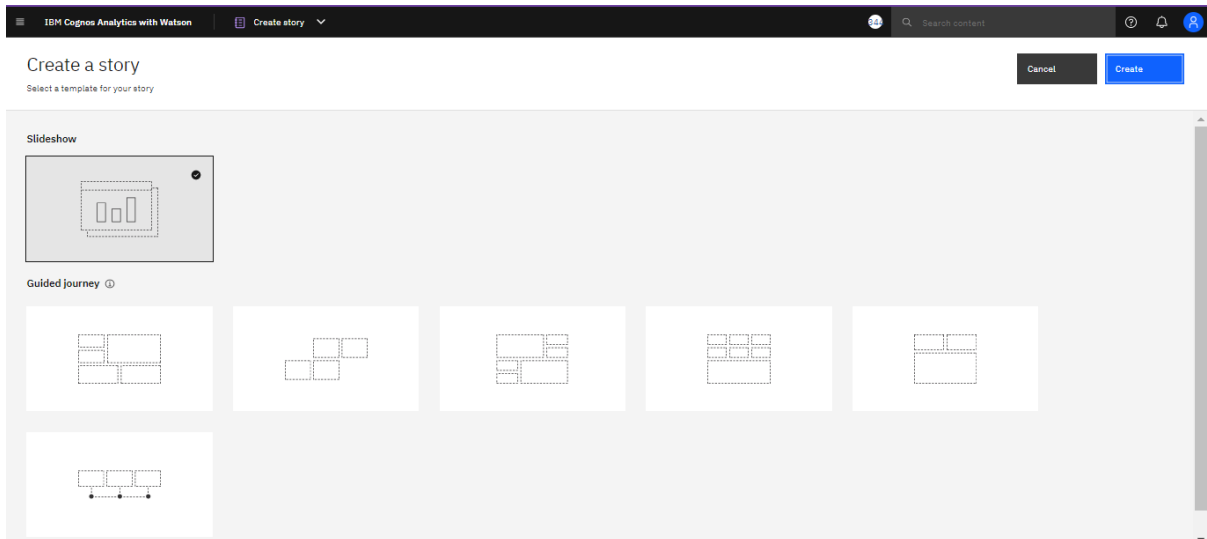 IBM Cognos Analytics with Watson
Create story
344
Search content
Create a story
Select a template for your story
Cancel
Create
Slideshow
Guided journey